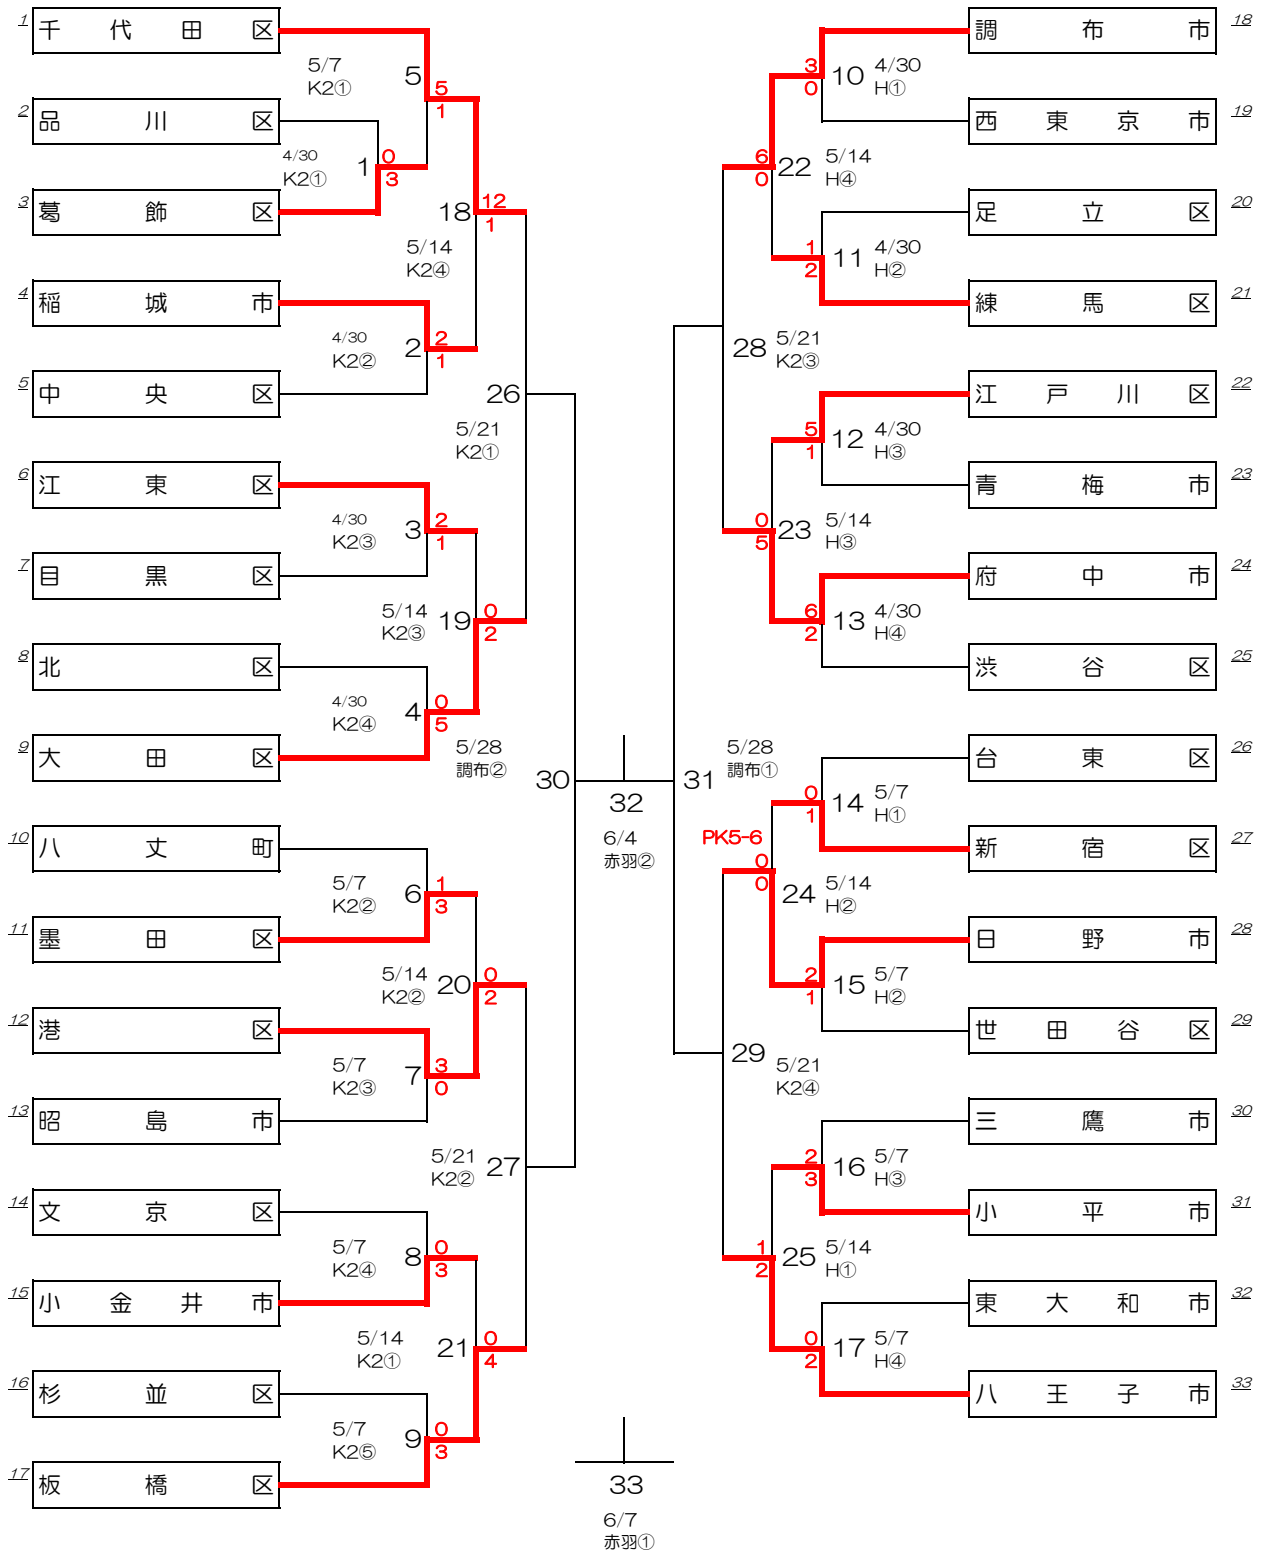 1 千代田区
5/7
K2①
5
5
1
2 品川区
4/30
K2①
1
0
3
3 葛飾区
18
12
1
5/14
K2④
4 稲城市
4/30
K2②
2
2
1
5 中央区
26
5/21
K2①
6 江東区
4/30
K2③
3
2
1
7 目黒区
5/14
K2③
19
0
2
8 北区
4/30
K2④
4
0
5
9 大田区
5/28
調布②
30
10 八丈町
5/7
K2②
6
1
3
11 墨田区
5/14
K2②
20
0
2
12 港区
5/7
K2③
7
3
0
13 昭島市
5/21
K2②
27
14 文京区
5/7
K2④
8
0
3
15 小金井市
5/14
K2①
21
0
4
16 杉並区
5/7
K2⑤
9
0
3
17 板橋区
32
6/4
赤羽②
33
6/7
赤羽①
調布市 18
3
0
10
4/30
H①
西東京市 19
6
0
22
5/14
H④
足立区 20
1
2
11
4/30
H②
練馬区 21
28
5/21
K2③
江戸川区 22
5
1
12
4/30
H③
青梅市 23
0
5
23
5/14
H③
府中市 24
6
2
13
4/30
H④
渋谷区 25
31
5/28
調布①
台東区 26
0
1
14
5/7
H①
新宿区 27
PK5-6
0
0
24
5/14
H②
日野市 28
2
1
15
5/7
H②
世田谷区 29
29
5/21
K2④
三鷹市 30
2
3
16
5/7
H③
小平市 31
1
2
25
5/14
H①
東大和市 32
0
2
17
5/7
H④
八王子市 33